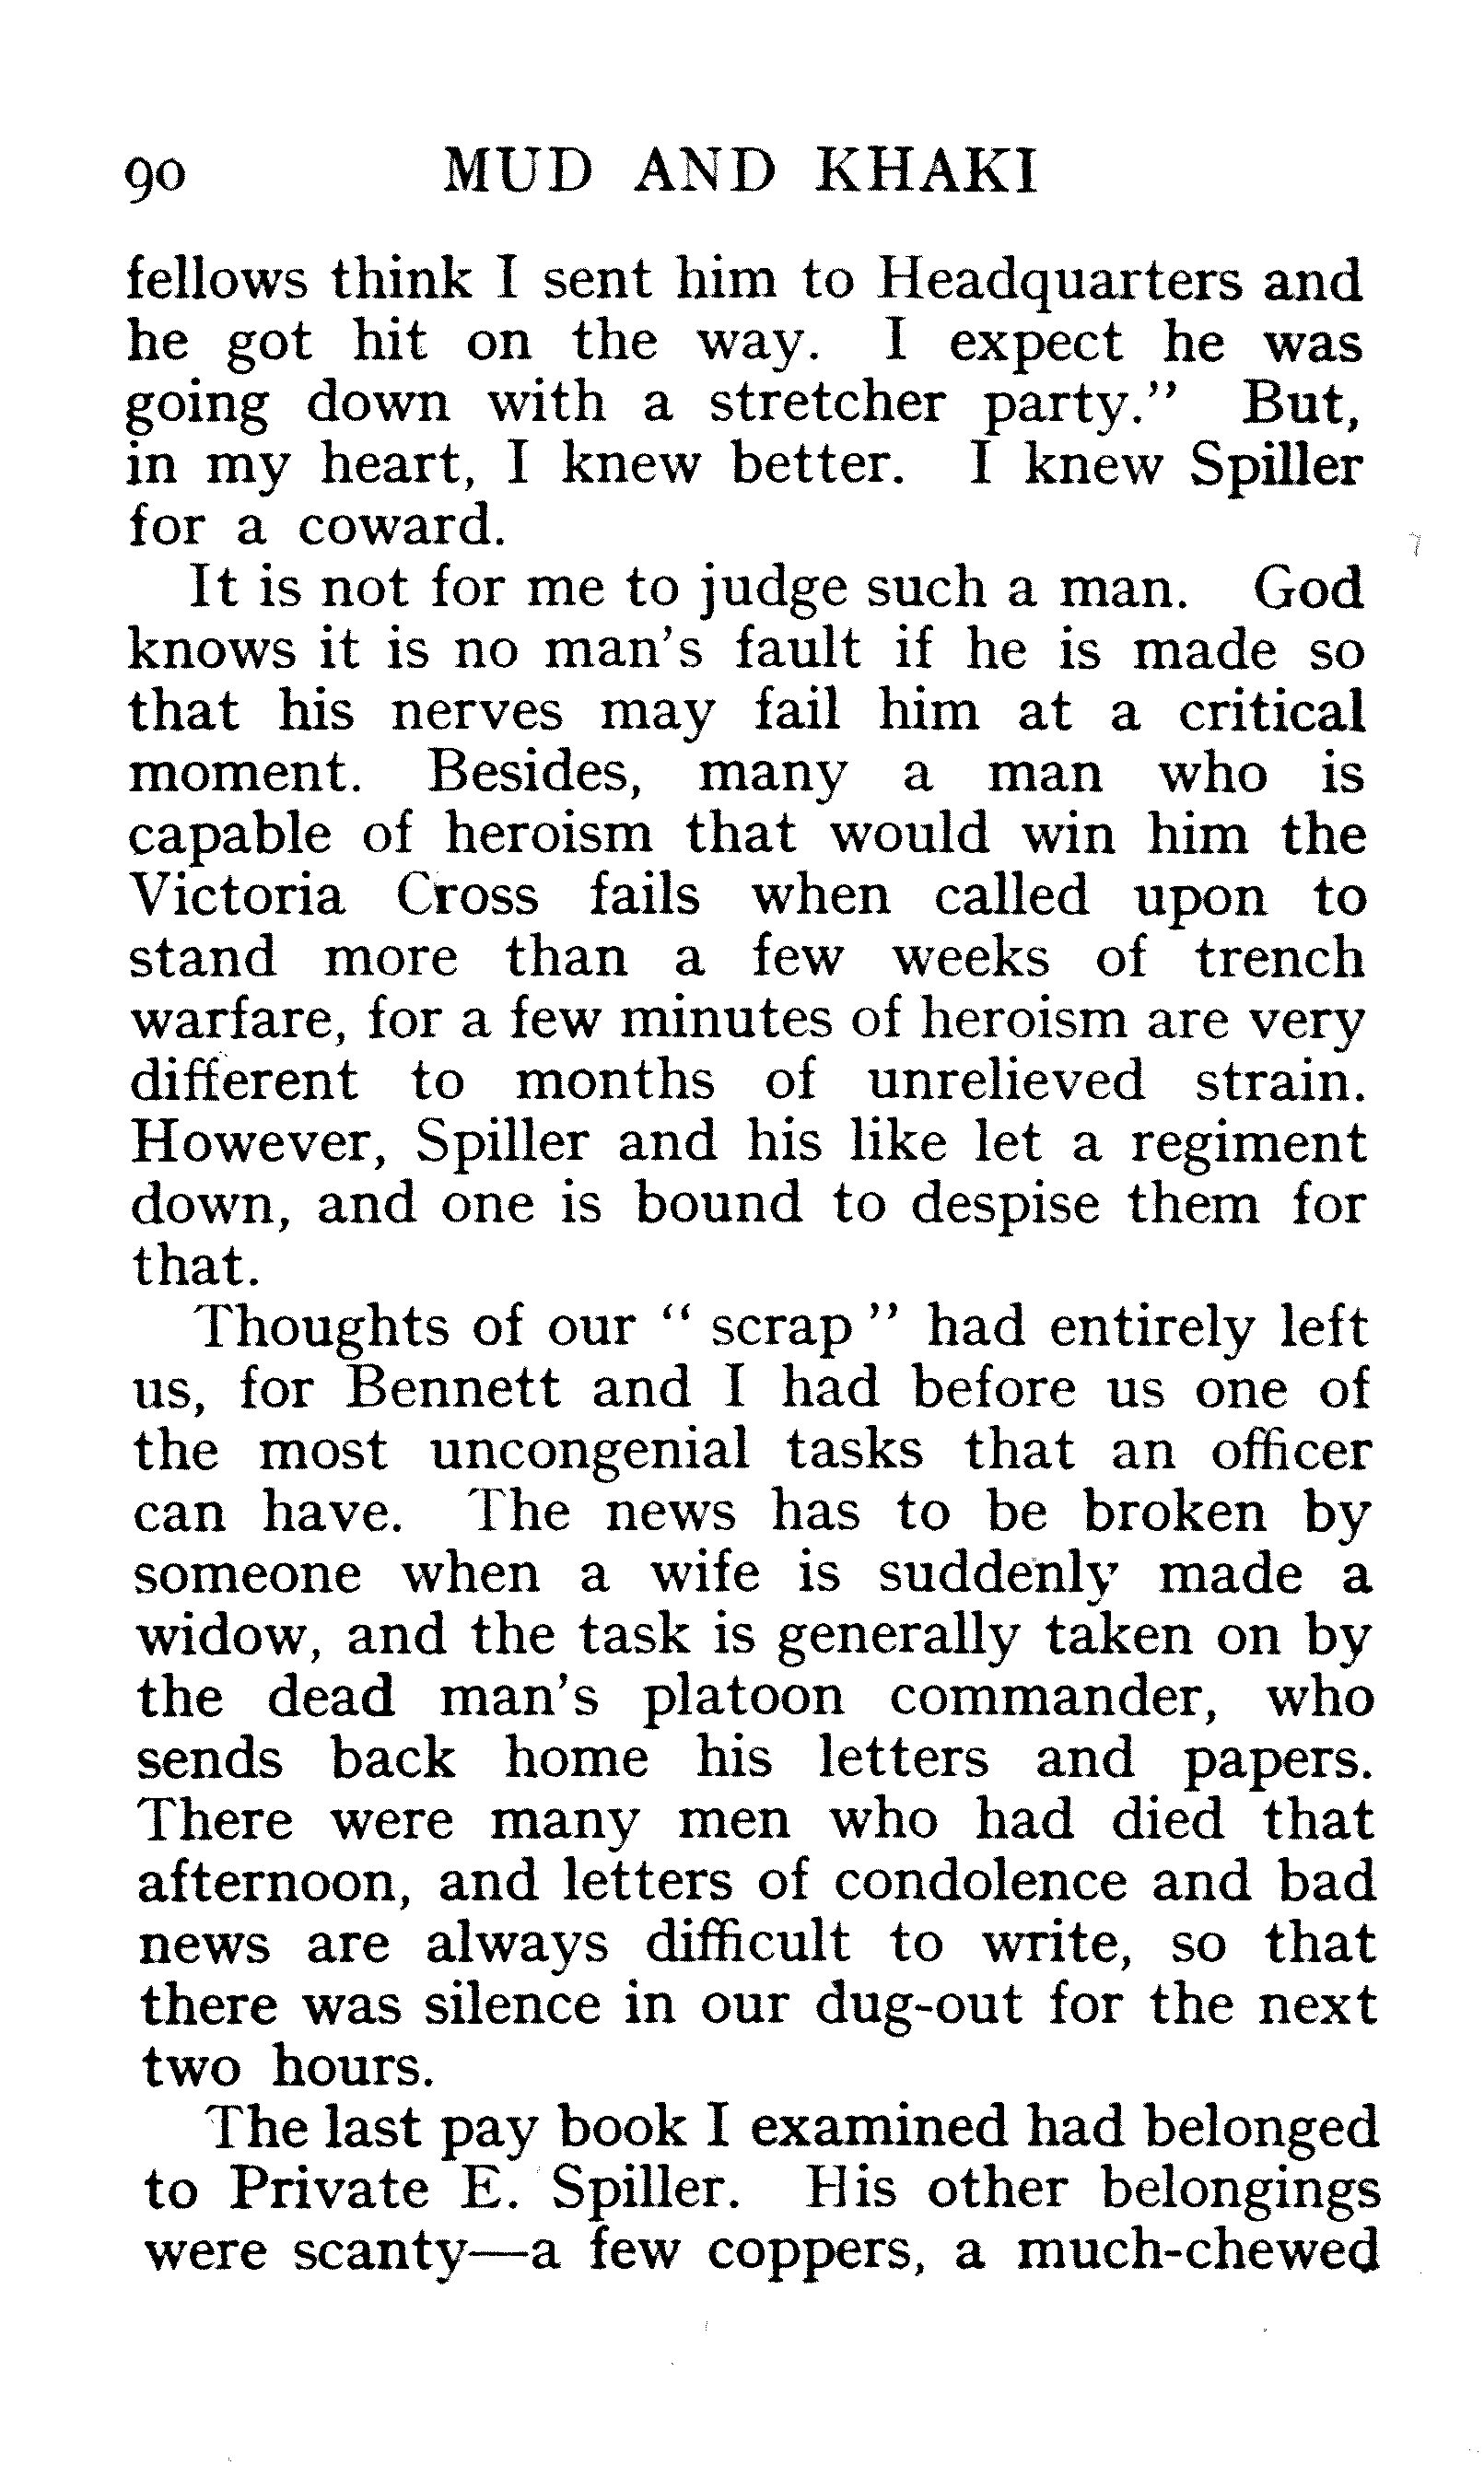 90 MUD AND KHAKI
fellows think I sent him to Headquarters and
he got hit on the way. I expect he was
going down with a stretcher party.” But,
in my heart, I knew better. I knew Spiller
for a coward.
It is not for me to judge such a man. God
knows it is no man’s fault if he is made so
that his nerves may fail him at a critical
moment. Besides, many a man who is
capable of heroism that would win him the
Victoria Cross fails when called upon to
stand more than a few weeks of trench
warfare, for a few minutes of heroism are very
different to months of unrelieved strain.
However, Spiller and his like let a regiment
down, and one is bound to despise them for
that.
Thoughts of our “ scrap ” had entirely left
us, for Bennett and I had before us one of
the most uncongenial tasks that an officer
can have. The news has to be broken by
someone when a wife is suddenly made a
widow, and the task is generally taken on by
the dead man’s platoon commander, who
sends back home his letters and papers.
There were many men who had died that
afternoon, and letters of condolence and bad
news are always difficult to write, so that
there was silence in our dug-out for the next
two hours.
The last pay book I examined had belonged
to Private E. Spiller. His other belongings
were scanty—a few coppers, a much-chewed